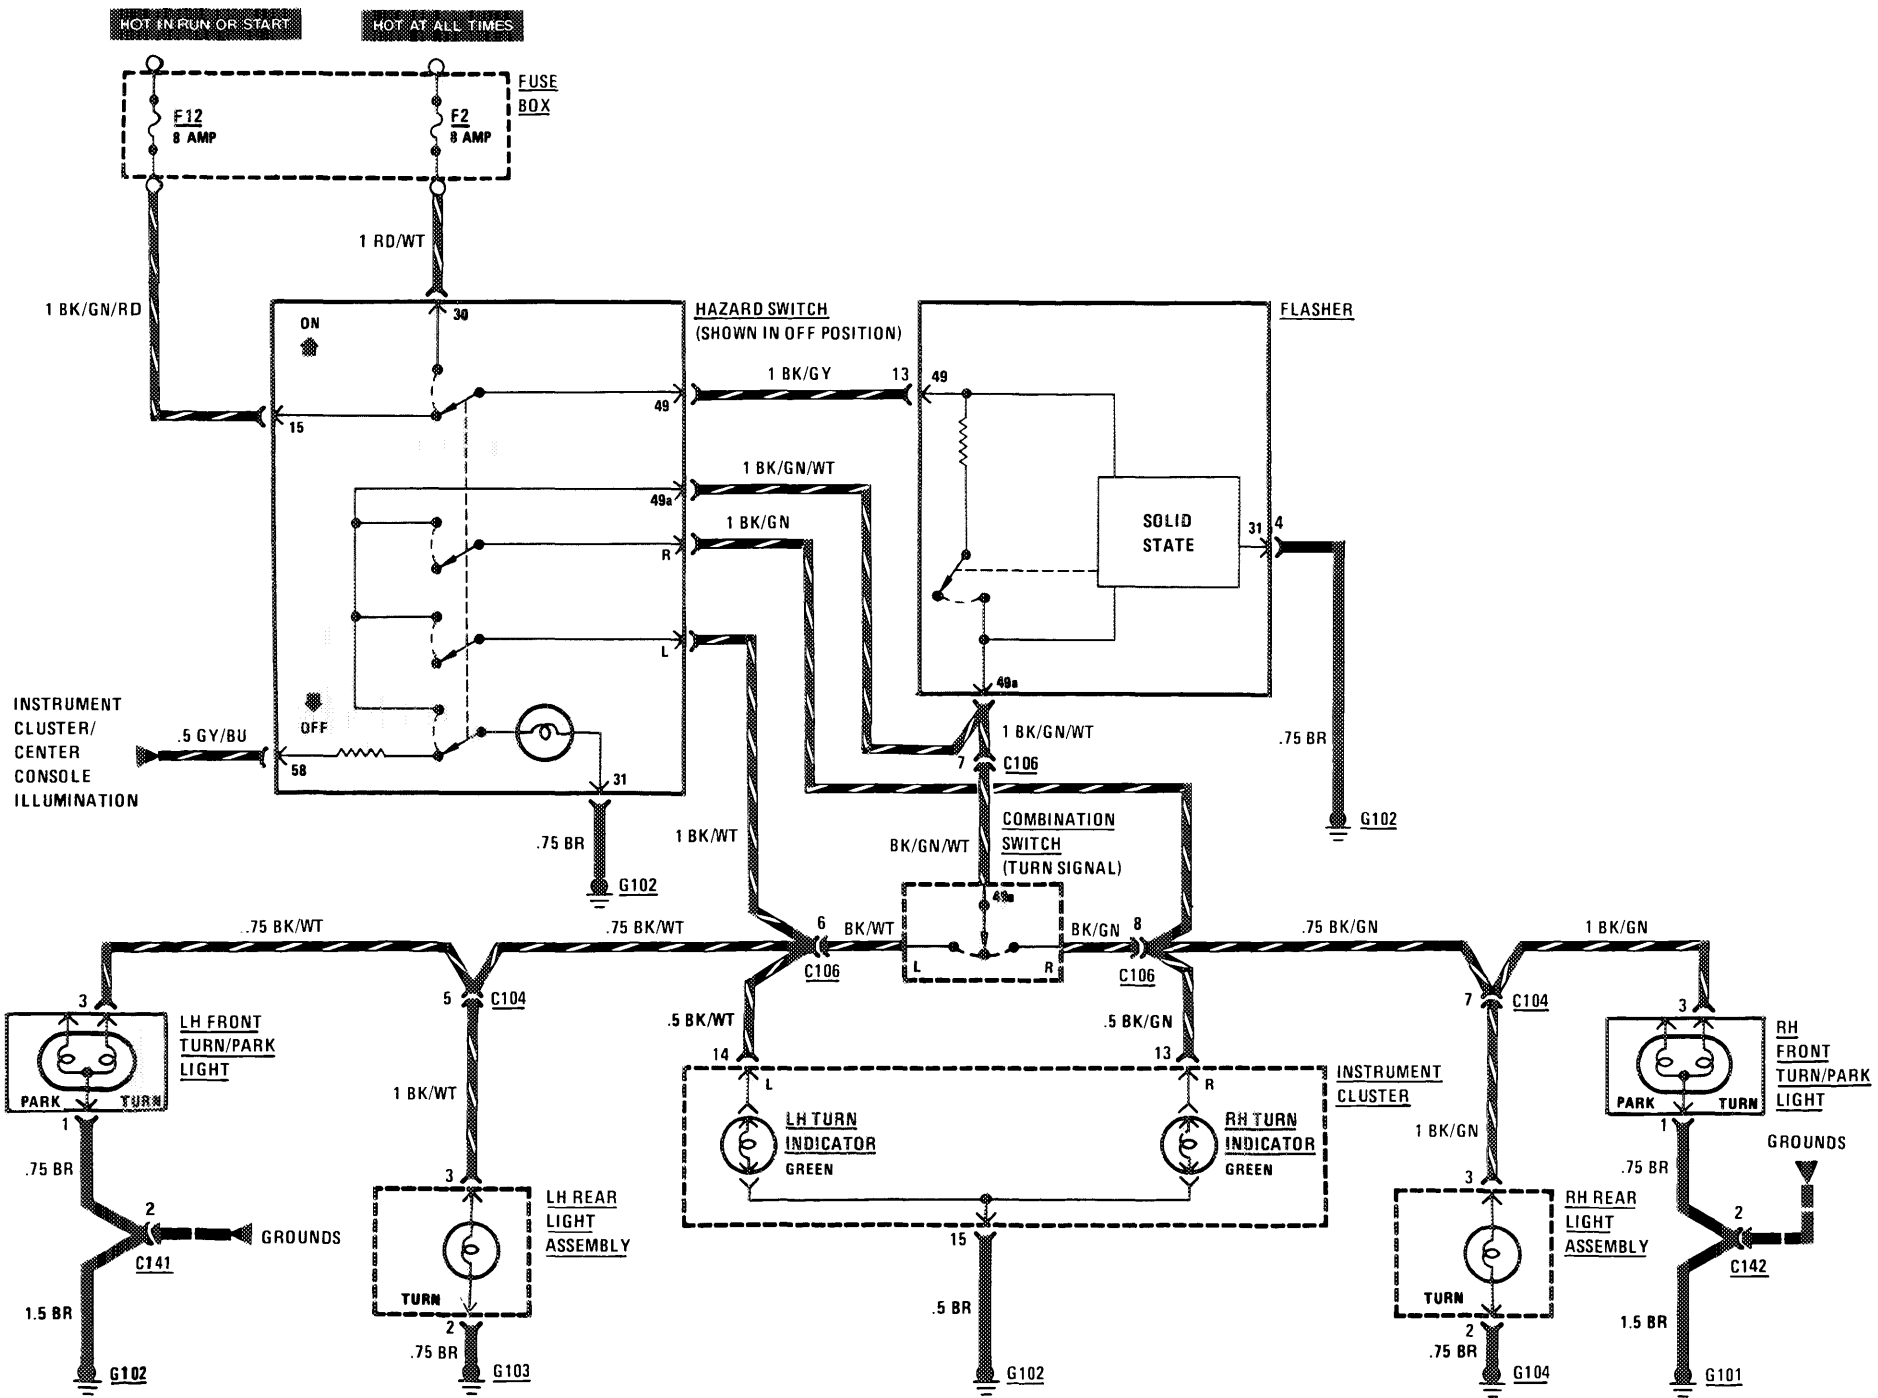 HOT IN RUN OR START
HOT AT ALL TIMES
FUSE
BOX
F12
8 AMP
F2
8 AMP
1 RD/WT
1 BK/GN/RD
ON
30
HAZARD SWITCH
(SHOWN IN OFF POSITION)
FLASHER
15
49
1 BK/GY
13
49
1 BK/GN/WT
49a
1 BK/GN
R
SOLID
STATE
31
4
L
49a
OFF
INSTRUMENT
CLUSTER/
CENTER
CONSOLE
ILLUMINATION
.5 GY/BU
58
31
1 BK/GN/WT
7
C106
.75 BR
G102
.75 BR
G102
1 BK/WT
BK/GN/WT
COMBINATION
SWITCH
(TURN SIGNAL)
49a
L
R
..75 BK/WT
.75 BK/WT
6
BK/WT
C106
BK/GN
8
C106
.75 BK/GN
1 BK/GN
3
5
C104
.5 BK/WT
.5 BK/GN
7
C104
3
LH FRONT
TURN/PARK
LIGHT
PARK
TURN
1
RH
FRONT
TURN/PARK
LIGHT
PARK
TURN
1
14
L
13
R
INSTRUMENT
CLUSTER
LH TURN
INDICATOR
GREEN
RH TURN
INDICATOR
GREEN
15
1 BK/WT
1 BK/GN
.75 BR
2
C141
GROUNDS
3
LH REAR
LIGHT
ASSEMBLY
TURN
2
3
RH REAR
LIGHT
ASSEMBLY
TURN
2
.75 BR
GROUNDS
2
C142
1.5 BR
G102
.75 BR
G103
.5 BR
G102
.75 BR
G104
1.5 BR
G101